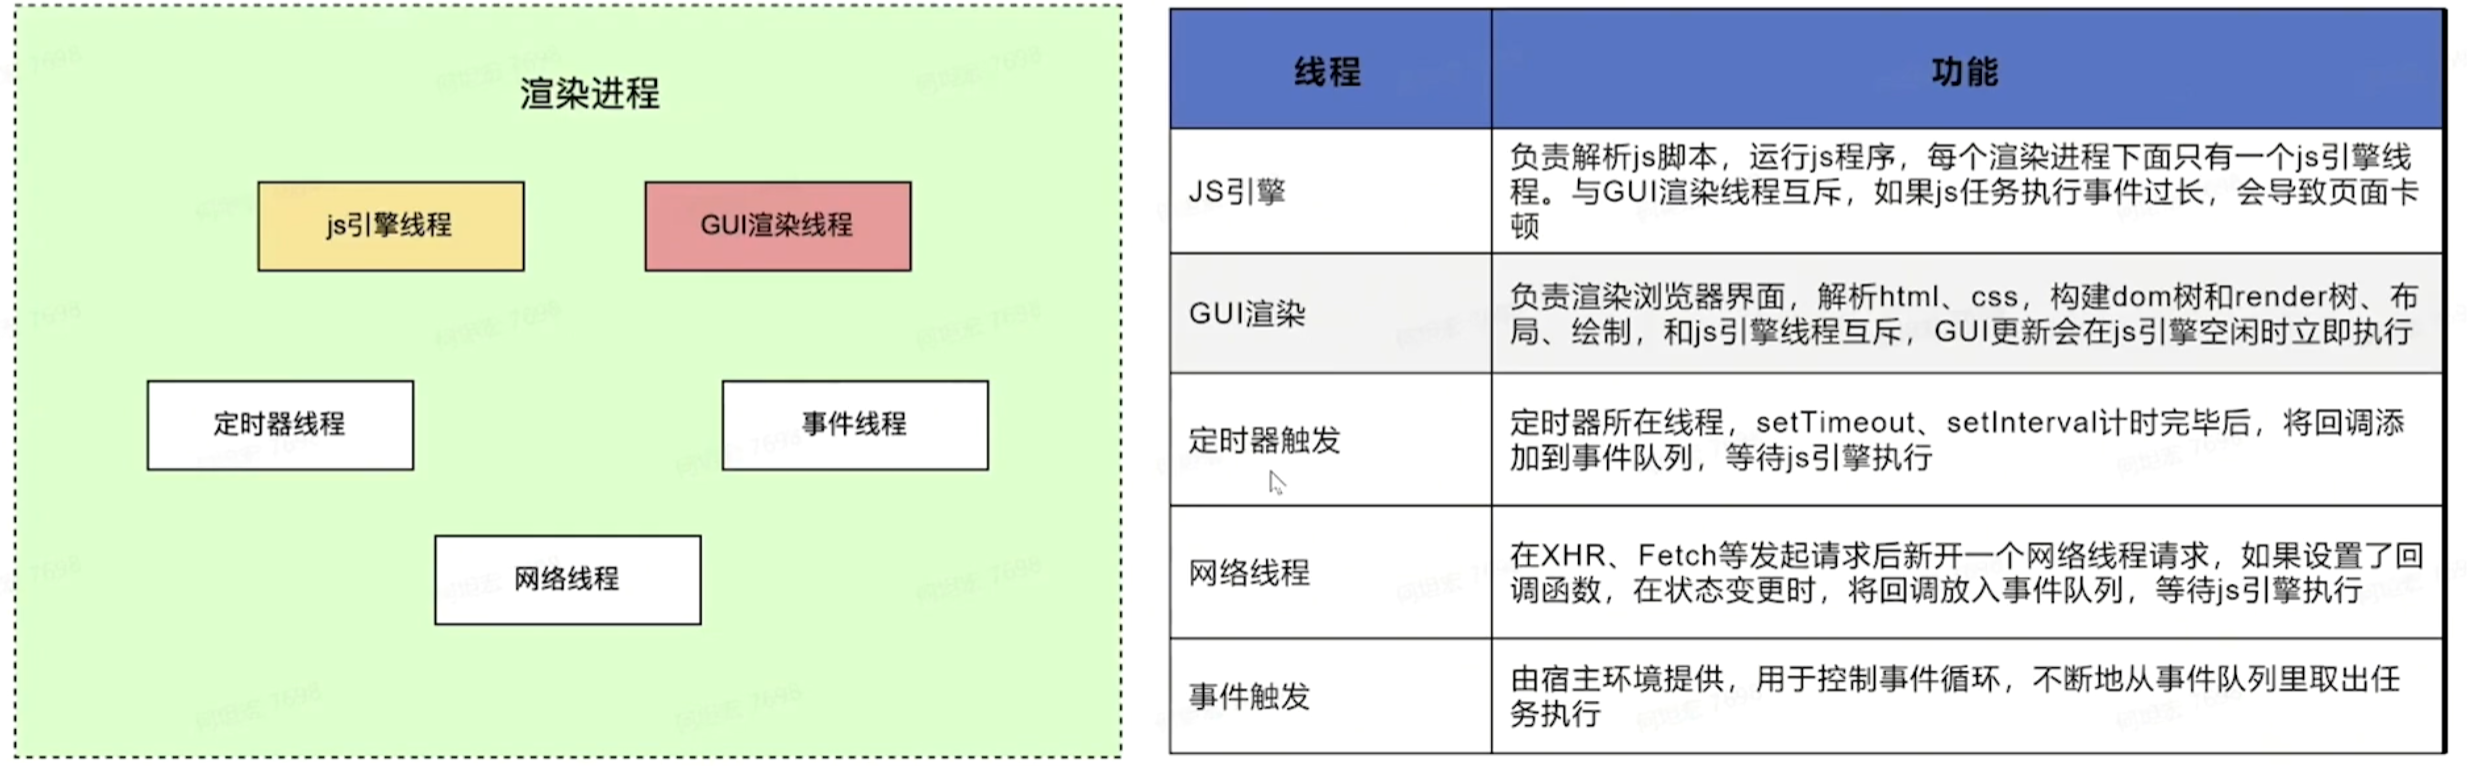 渲染进程
js引擎线程
GUI渲染线程
定时器线程
事件线程
网络线程
线程
功能
JS引擎
负责解析js脚本，运行js程序，每个渲染进程下面只有一个js引擎线
程。与GUI渲染线程互斥，如果js任务执行事件过长，会导致页面卡
顿
GUI渲染
负责渲染浏览器界面，解析html、css，构建dom树和render树、布
局、绘制，和js引擎线程互斥，GUI更新会在js引擎空闲时立即执行
定时器触发
定时器所在线程，setTimeout、setInterval计时完毕后，将回调添
加到事件队列，等待js引擎执行
网络线程
在XHR、Fetch等发起请求后新开一个网络线程请求，如果设置了回
调函数，在状态变更时，将回调放入事件队列，等待js引擎执行
事件触发
由宿主环境提供，用于控制事件循环，不断地从事件队列里取出任
务执行